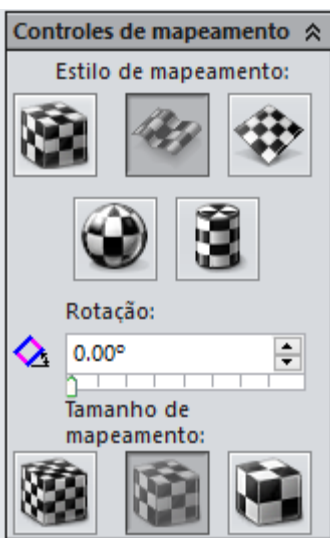 Controles de mapeamento
Estilo de mapeamento:
Rotação:
0.00º
Tamanho de
mapeamento: